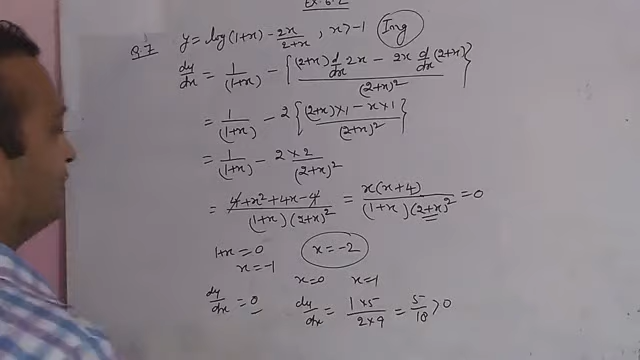 Ex. 6.2
Q.7 y = log(1+x) - 2x/(2+x), x > -1 Imq
dy/dx = 1/(1+x) - {((2+x) d/dx 2x - 2x d/dx (2+x))/(2+x)²}
= 1/(1+x) - 2{((2+x)×1 - x×1)/(2+x)²}
= 1/(1+x) - 2×2/(2+x)²
= (4+x²+4x-4)/((1+x)(2+x)²) = x(x+4)/((1+x)(2+x)²) = 0
1+x = 0 x = -2
x = -1
x=0 x=1
dy/dx = 0 dy/dx = 1×5/2×9 = 5/18 > 0